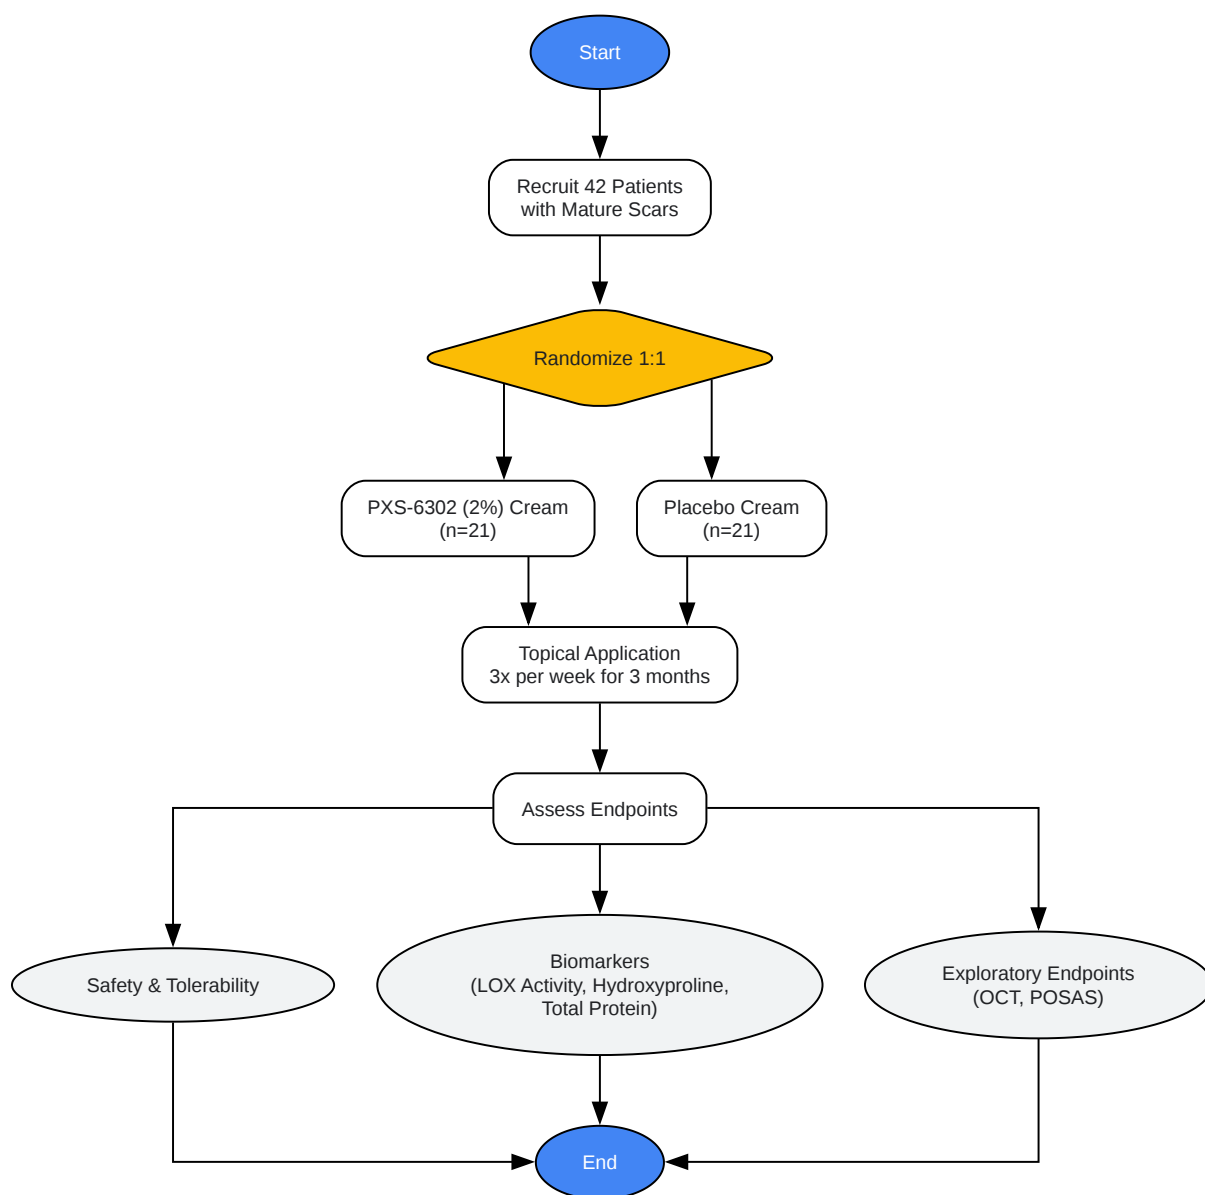 Start
Recruit 42 Patients
with Mature Scars
Randomize 1:1
PXS-6302 (2%) Cream
(n=21)
Placebo Cream
(n=21)
Topical Application
3x per week for 3 months
Assess Endpoints
Safety & Tolerability
Biomarkers
(LOX Activity, Hydroxyproline,
Total Protein)
Exploratory Endpoints
(OCT, POSAS)
End